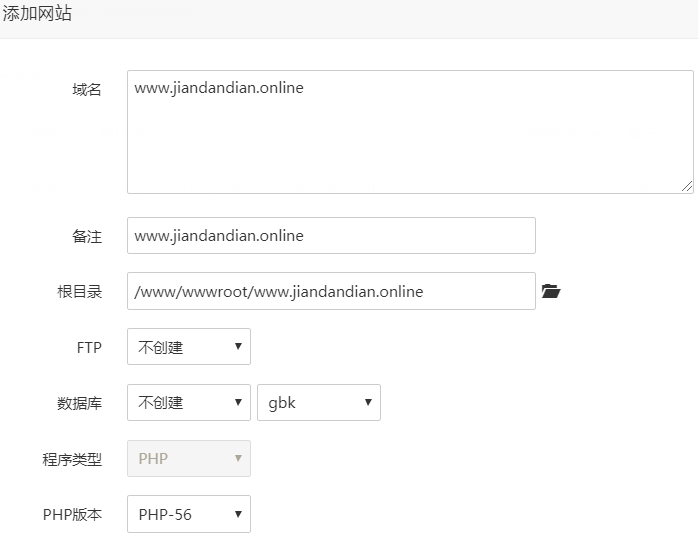 添加网站
域名 www.jiandandian.online
备注 www.jiandandian.online
根目录 /www/wwwroot/www.jiandandian.online
FTP 不创建
数据库 不创建 gbk
程序类型 PHP
PHP版本 PHP-56